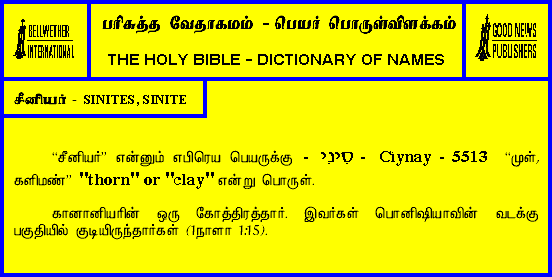 BELLWETHER
INTERNATIONAL
பரிசுத்த வேதாகமம் - பெயர் பொருள்விளக்கம்
THE HOLY BIBLE - DICTIONARY OF NAMES
GOOD NEWS
PUBLISHERS
சீனியர் - SINITES, SINITE
“சீனியர்” என்னும் எபிரெய பெயருக்கு - סיני - Ciynay - 5513 “முள்,
களிமண்” "thorn" or "clay" என்று பொருள்.
கானானியரின் ஒரு கோத்திரத்தார். இவர்கள் பொனிஷியாவின் வடக்கு
பகுதியில் குடியிருந்தார்கள் (1நாளா 1:15).